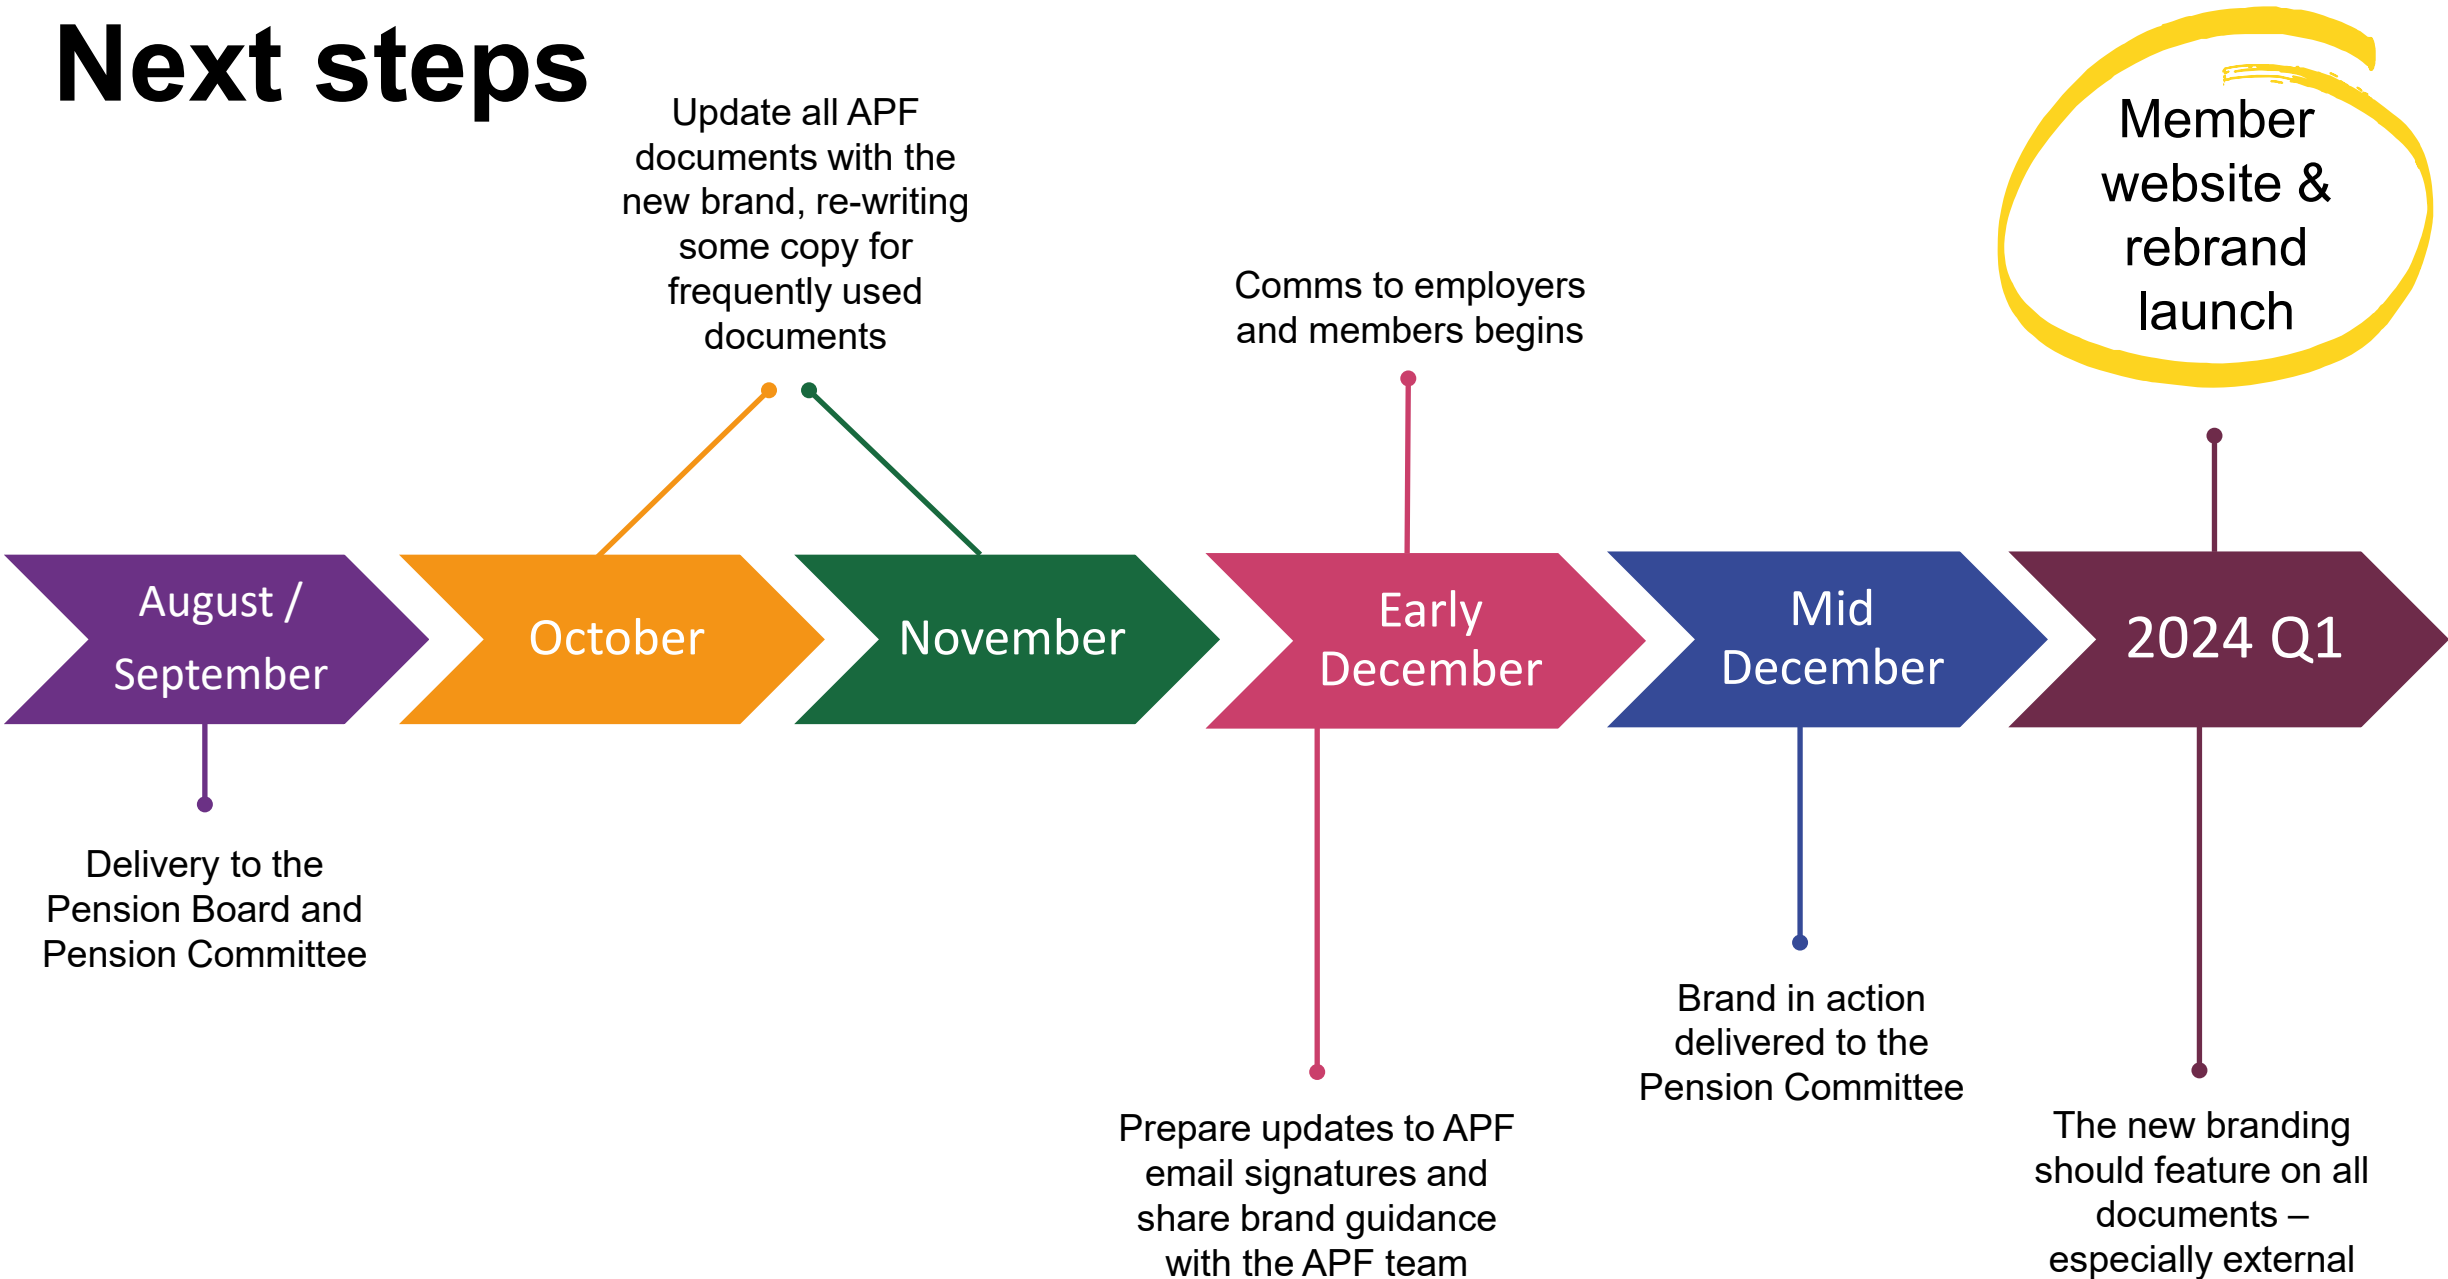 Next steps
Update all APF
documents with the
new brand, re-writing
some copy for
frequently used
documents
Comms to employers
and members begins
Member
website &
rebrand
launch
August /
September
October
November
Early
December
Mid
December
2024 Q1
Delivery to the
Pension Board and
Pension Committee
Prepare updates to APF
email signatures and
share brand guidance
with the APF team
Brand in action
delivered to the
Pension Committee
The new branding
should feature on all
documents –
especially external